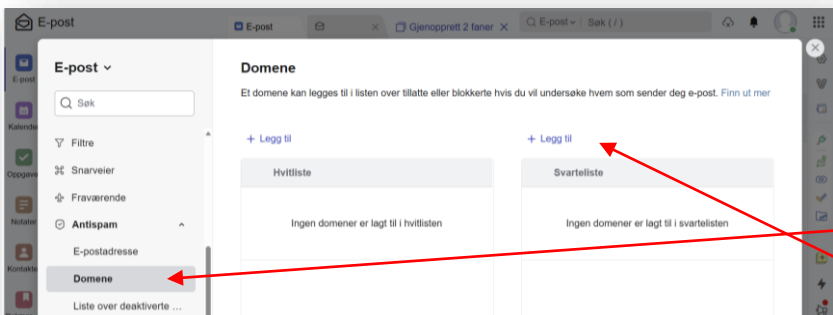 E-post
E-post
Gjenopprett 2 faner
E-post
Søk ( / )
E-post
Kalender
Oppgaver
Notater
E-post
Søk
Filtre
Snarveier
Fraværende
Antispam
E-postadresse
Domene
Liste over deaktiverte ...
Domene
Et domene kan legges til i listen over tillatte eller blokkerte hvis du vil undersøke hvem som sender deg e-post. Finn ut mer
+ Legg til
+ Legg til
Hvitliste
Svarteliste
Ingen domener er lagt til i hvitlisten
Ingen domener er lagt til i svartelisten